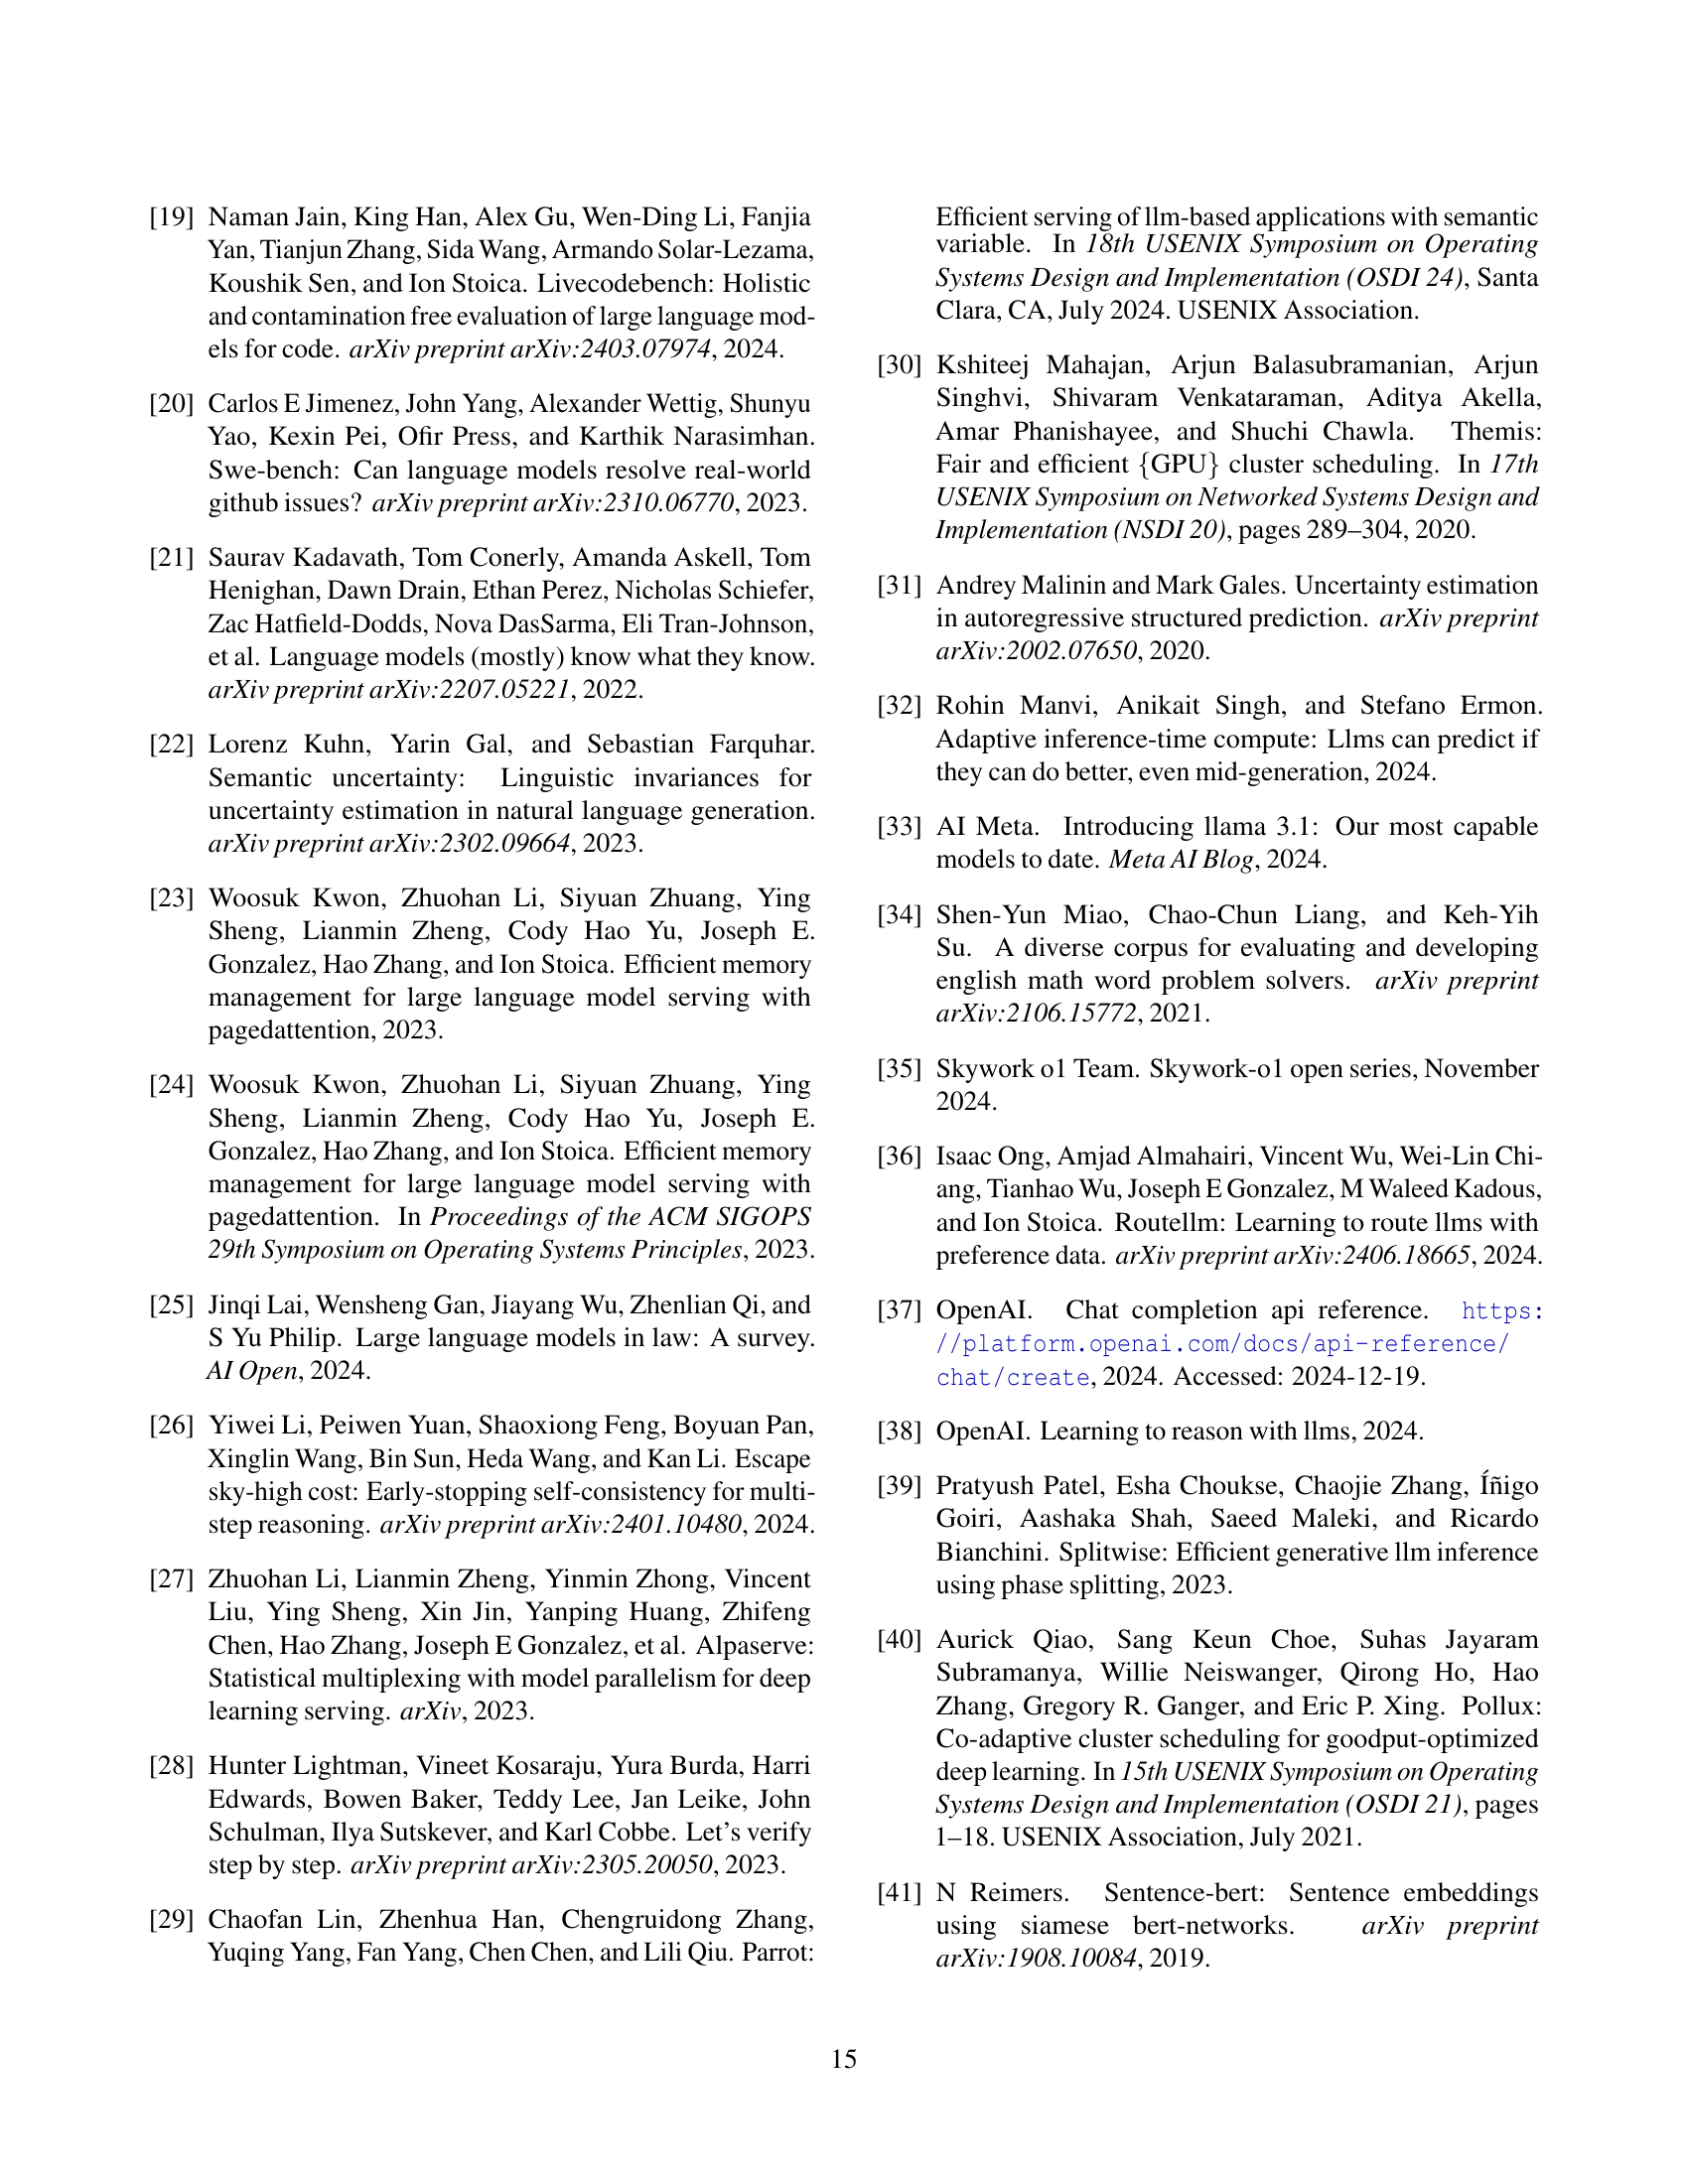 [19] Naman Jain, King Han, Alex Gu, Wen-Ding Li, Fanjia
Yan, Tianjun Zhang, Sida Wang, Armando Solar-Lezama,
Koushik Sen, and Ion Stoica. Livecodebench: Holistic
and contamination free evaluation of large language mod-
els for code. arXiv preprint arXiv:2403.07974, 2024.
[20] Carlos E Jimenez, John Yang, Alexander Wettig, Shunyu
Yao, Kexin Pei, Ofir Press, and Karthik Narasimhan.
Swe-bench: Can language models resolve real-world
github issues? arXiv preprint arXiv:2310.06770, 2023.
[21] Saurav Kadavath, Tom Conerly, Amanda Askell, Tom
Henighan, Dawn Drain, Ethan Perez, Nicholas Schiefer,
Zac Hatfield-Dodds, Nova DasSarma, Eli Tran-Johnson,
et al. Language models (mostly) know what they know.
arXiv preprint arXiv:2207.05221, 2022.
[22] Lorenz Kuhn, Yarin Gal, and Sebastian Farquhar.
Semantic uncertainty: Linguistic invariances for
uncertainty estimation in natural language generation.
arXiv preprint arXiv:2302.09664, 2023.
[23] Woosuk Kwon, Zhuohan Li, Siyuan Zhuang, Ying
Sheng, Lianmin Zheng, Cody Hao Yu, Joseph E.
Gonzalez, Hao Zhang, and Ion Stoica. Efficient memory
management for large language model serving with
pagedattention, 2023.
[24] Woosuk Kwon, Zhuohan Li, Siyuan Zhuang, Ying
Sheng, Lianmin Zheng, Cody Hao Yu, Joseph E.
Gonzalez, Hao Zhang, and Ion Stoica. Efficient memory
management for large language model serving with
pagedattention. In Proceedings of the ACM SIGOPS
29th Symposium on Operating Systems Principles, 2023.
[25] Jinqi Lai, Wensheng Gan, Jiayang Wu, Zhenlian Qi, and
S Yu Philip. Large language models in law: A survey.
AI Open, 2024.
[26] Yiwei Li, Peiwen Yuan, Shaoxiong Feng, Boyuan Pan,
Xinglin Wang, Bin Sun, Heda Wang, and Kan Li. Escape
sky-high cost: Early-stopping self-consistency for multi-
step reasoning. arXiv preprint arXiv:2401.10480, 2024.
[27] Zhuohan Li, Lianmin Zheng, Yinmin Zhong, Vincent
Liu, Ying Sheng, Xin Jin, Yanping Huang, Zhifeng
Chen, Hao Zhang, Joseph E Gonzalez, et al. Alpaserve:
Statistical multiplexing with model parallelism for deep
learning serving. arXiv, 2023.
[28] Hunter Lightman, Vineet Kosaraju, Yura Burda, Harri
Edwards, Bowen Baker, Teddy Lee, Jan Leike, John
Schulman, Ilya Sutskever, and Karl Cobbe. Let's verify
step by step. arXiv preprint arXiv:2305.20050, 2023.
[29] Chaofan Lin, Zhenhua Han, Chengruidong Zhang,
Yuqing Yang, Fan Yang, Chen Chen, and Lili Qiu. Parrot:
Efficient serving of llm-based applications with semantic
variable. In 18th USENIX Symposium on Operating
Systems Design and Implementation (OSDI 24), Santa
Clara, CA, July 2024. USENIX Association.
[30] Kshiteej Mahajan, Arjun Balasubramanian, Arjun
Singhvi, Shivaram Venkataraman, Aditya Akella,
Amar Phanishayee, and Shuchi Chawla. Themis:
Fair and efficient {GPU} cluster scheduling. In 17th
USENIX Symposium on Networked Systems Design and
Implementation (NSDI 20), pages 289–304, 2020.
[31] Andrey Malinin and Mark Gales. Uncertainty estimation
in autoregressive structured prediction. arXiv preprint
arXiv:2002.07650, 2020.
[32] Rohin Manvi, Anikait Singh, and Stefano Ermon.
Adaptive inference-time compute: Llms can predict if
they can do better, even mid-generation, 2024.
[33] AI Meta. Introducing llama 3.1: Our most capable
models to date. Meta AI Blog, 2024.
[34] Shen-Yun Miao, Chao-Chun Liang, and Keh-Yih
Su. A diverse corpus for evaluating and developing
english math word problem solvers. arXiv preprint
arXiv:2106.15772, 2021.
[35] Skywork o1 Team. Skywork-o1 open series, November
2024.
[36] Isaac Ong, Amjad Almahairi, Vincent Wu, Wei-Lin Chi-
ang, Tianhao Wu, Joseph E Gonzalez, M Waleed Kadous,
and Ion Stoica. Routellm: Learning to route llms with
preference data. arXiv preprint arXiv:2406.18665, 2024.
[37] OpenAI. Chat completion api reference. https:
//platform.openai.com/docs/api-reference/
chat/create, 2024. Accessed: 2024-12-19.
[38] OpenAI. Learning to reason with llms, 2024.
[39] Pratyush Patel, Esha Choukse, Chaojie Zhang, Íñigo
Goiri, Aashaka Shah, Saeed Maleki, and Ricardo
Bianchini. Splitwise: Efficient generative llm inference
using phase splitting, 2023.
[40] Aurick Qiao, Sang Keun Choe, Suhas Jayaram
Subramanya, Willie Neiswanger, Qirong Ho, Hao
Zhang, Gregory R. Ganger, and Eric P. Xing. Pollux:
Co-adaptive cluster scheduling for goodput-optimized
deep learning. In 15th USENIX Symposium on Operating
Systems Design and Implementation (OSDI 21), pages
1–18. USENIX Association, July 2021.
[41] N Reimers. Sentence-bert: Sentence embeddings
using siamese bert-networks. arXiv preprint
arXiv:1908.10084, 2019.
15